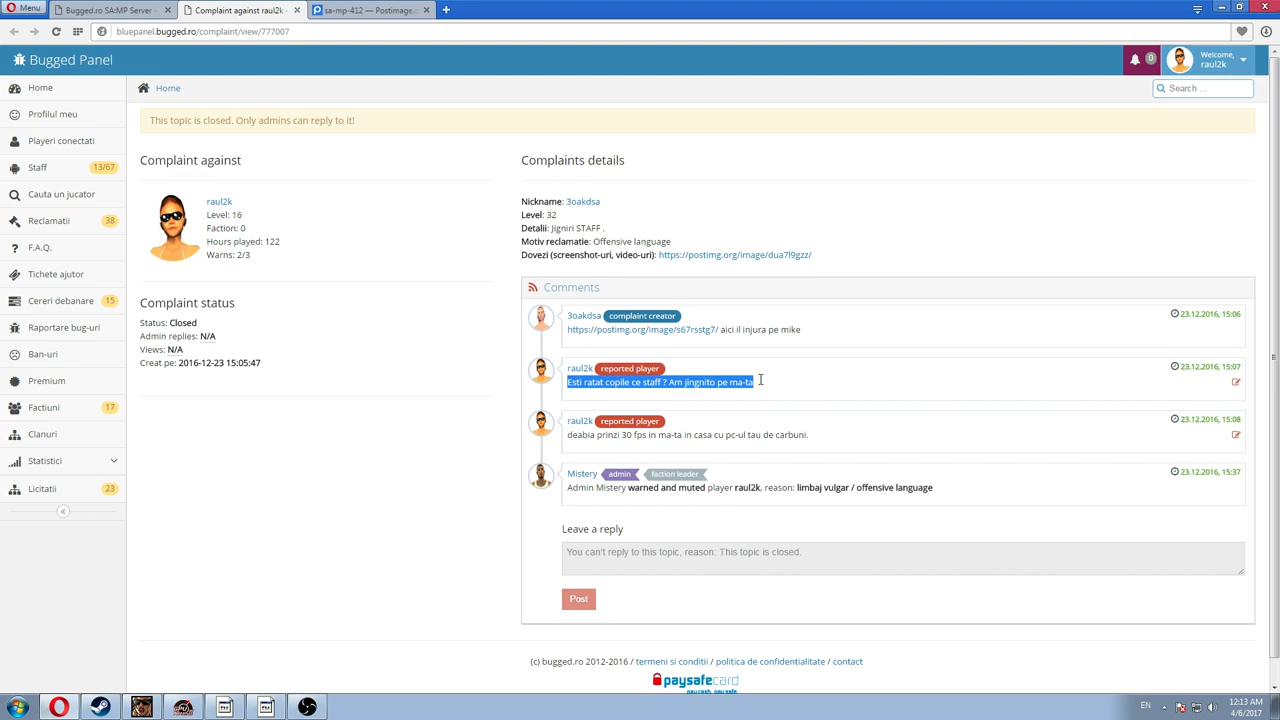 Menu
Bugged.ro SA:MP Server -
Complaint against raul2k -
sa-mp-412 — Postimage.o
bluepanel.bugged.ro/complaint/view/777007
Bugged Panel
0
Welcome,
raul2k
Home
Profilul meu
Playeri conectati
Staff 13/67
Cauta un jucator
Reclamatii 38
F.A.Q.
Tichete ajutor
Cereri debanare 15
Raportare bug-uri
Ban-uri
Premium
Factiuni 17
Clanuri
Statistici
Licitatii 23
Home
Search ...
This topic is closed. Only admins can reply to it!
Complaint against
raul2k
Level: 16
Faction: 0
Hours played: 122
Warns: 2/3
Complaint status
Status: Closed
Admin replies: N/A
Views: N/A
Creat pe: 2016-12-23 15:05:47
Complaints details
Nickname: 3oakdsa
Level: 32
Detalii: Jigniri STAFF .
Motiv reclamatie: Offensive language
Dovezi (screenshot-uri, video-uri): https://postimg.org/image/dua7l9gzz/
Comments
3oakdsa complaint creator 23.12.2016, 15:06
https://postimg.org/image/s67rsstg7/ aici il injura pe mike
raul2k reported player 23.12.2016, 15:07
Esti ratat copile ce staff ? Am jingnito pe ma-ta
raul2k reported player 23.12.2016, 15:08
deabia prinzi 30 fps in ma-ta in casa cu pc-ul tau de carbuni.
Mistery admin faction leader 23.12.2016, 15:37
Admin Mistery warned and muted player raul2k, reason: limbaj vulgar / offensive language
Leave a reply
You can't reply to this topic, reason: This topic is closed.
Post
(c) bugged.ro 2012-2016 / termeni si conditii / politica de confidentialitate / contact
paysafecard
pay cash. pay safe.
EN
12:13 AM
4/6/2017